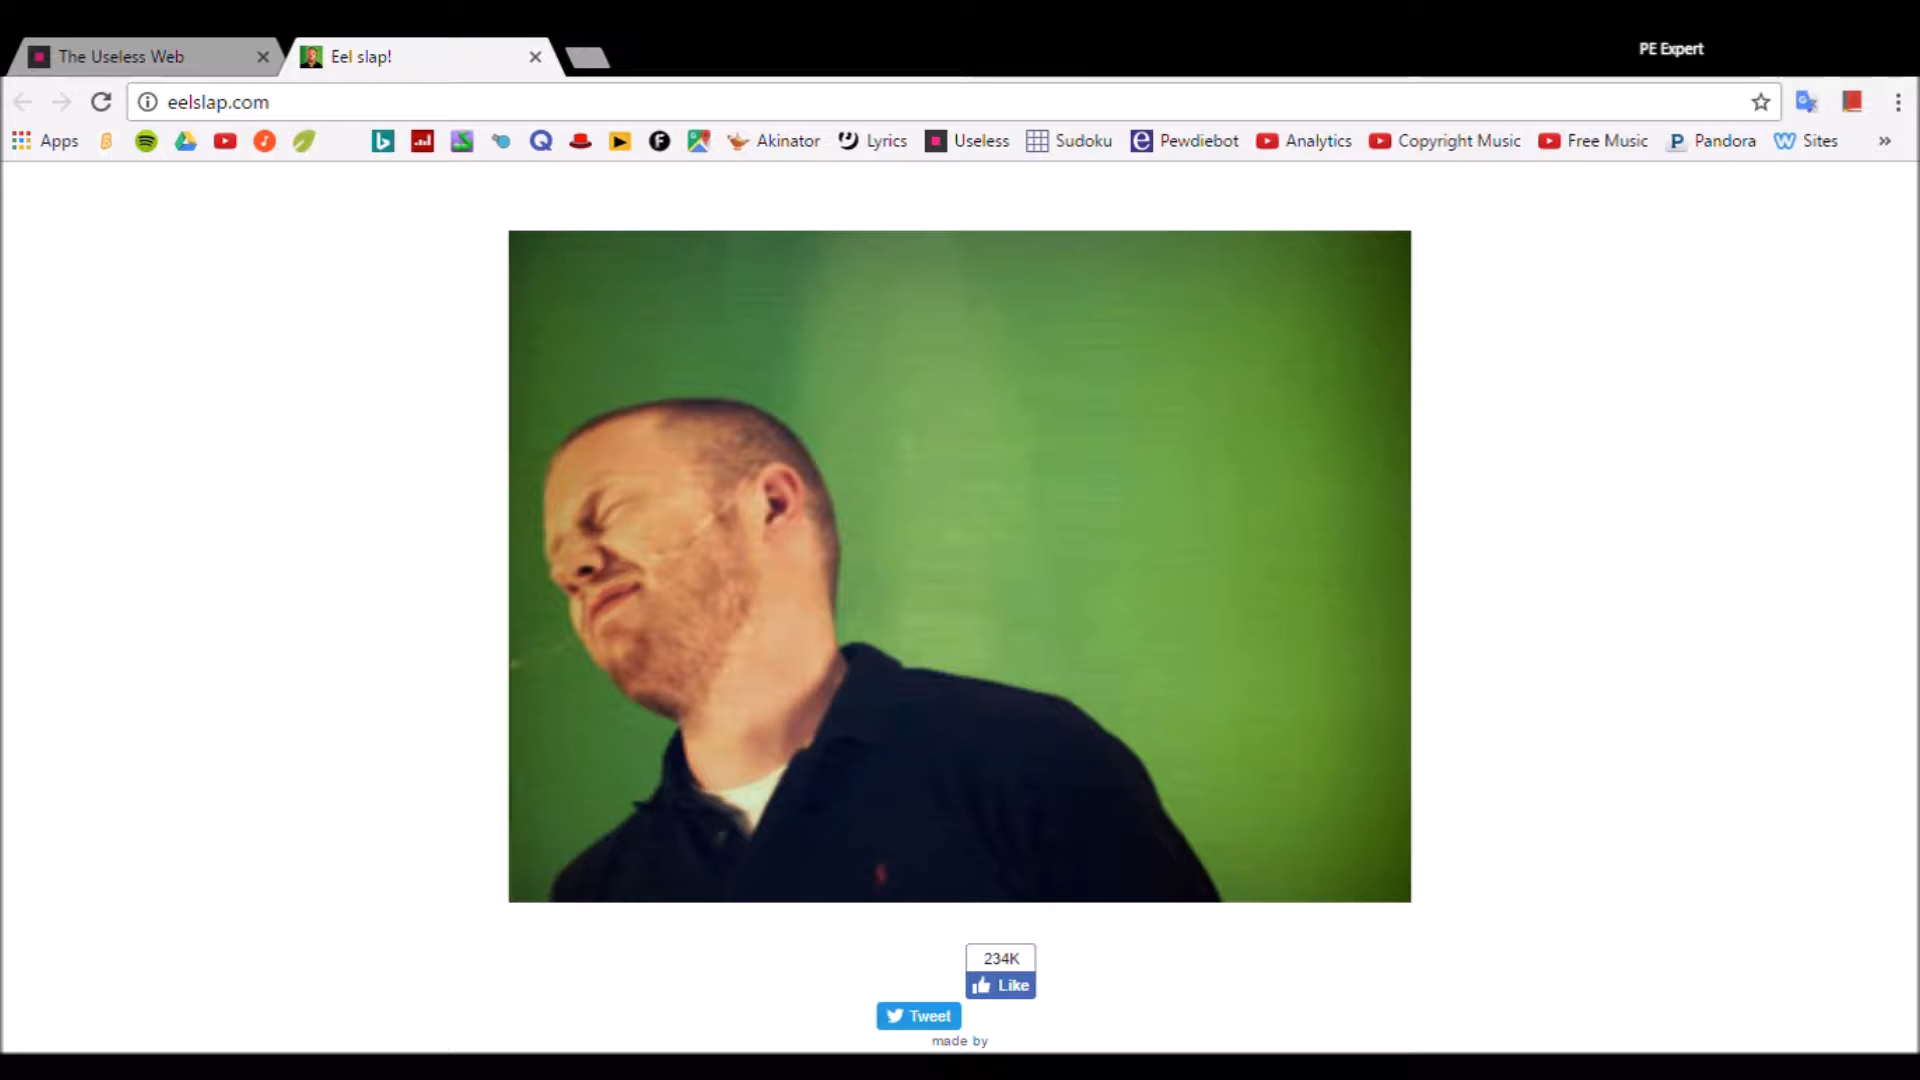 The Useless Web
Eel slap!
PE Expert
eelslap.com
Apps Akinator Lyrics Useless Sudoku Pewdiebot Analytics Copyright Music Free Music Pandora Sites »
234K
Like
Tweet
made by